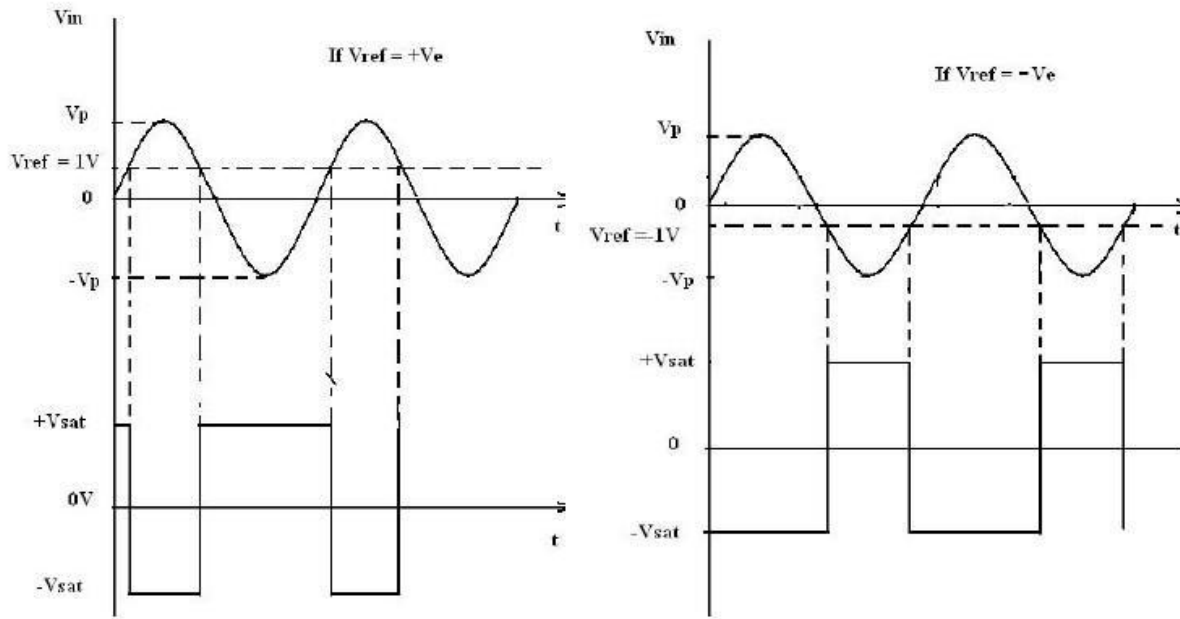 Vin
If Vref = +Ve
Vp
Vref = 1V
0
t
-Vp
+Vsat
0V
t
-Vsat
Vin
If Vref = -Ve
Vp
0
t
Vref =-1V
-Vp
+Vsat
0
-Vsat